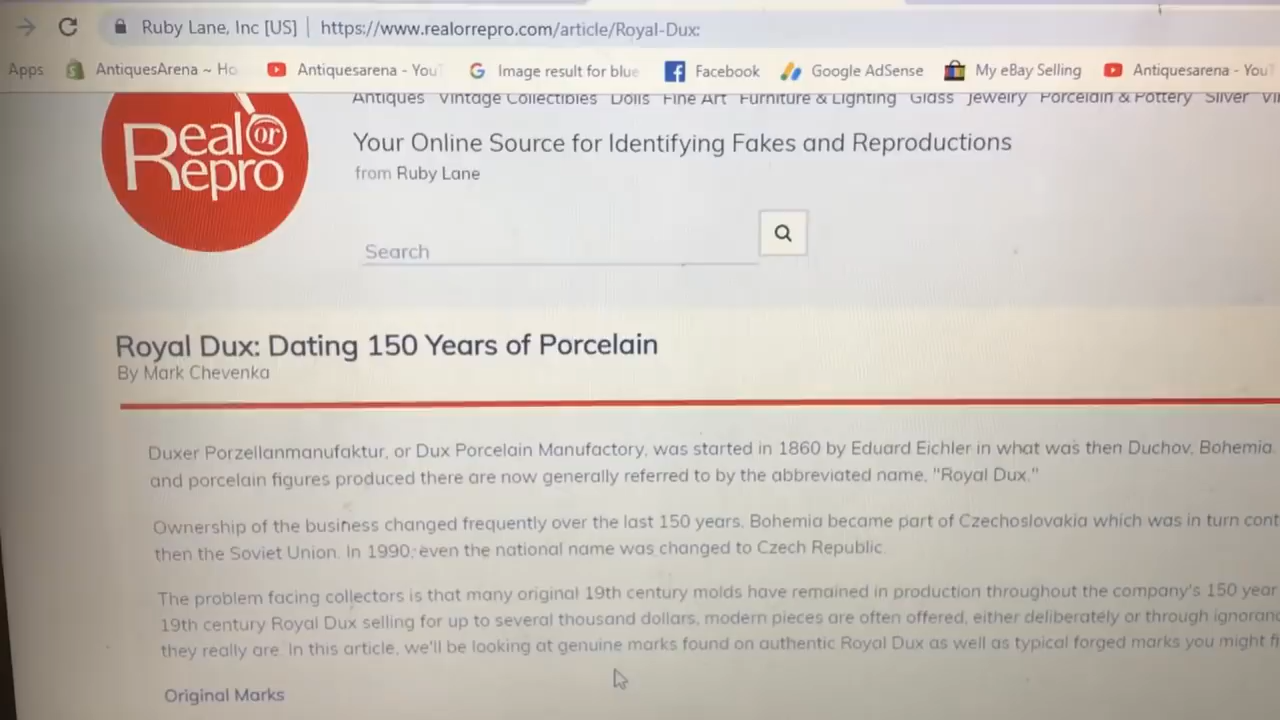 Ruby Lane, Inc [US] | https://www.realorrepro.com/article/Royal-Dux:
Apps AntiquesArena ~ Ho Antiquesarena - You Image result for blue Facebook Google AdSense My eBay Selling Antiquesarena - You
Antiques Vintage Collectibles Dolls Fine Art Furniture & Lighting Glass Jewelry Porcelain & Pottery Silver
Real or Repro
Your Online Source for Identifying Fakes and Reproductions
from Ruby Lane
Search
Royal Dux: Dating 150 Years of Porcelain
By Mark Chevenka
Duxer Porzellanmanufaktur, or Dux Porcelain Manufactory, was started in 1860 by Eduard Eichler in what was then Duchov, Bohemia
and porcelain figures produced there are now generally referred to by the abbreviated name, "Royal Dux."
Ownership of the business changed frequently over the last 150 years. Bohemia became part of Czechoslovakia which was in turn cont
then the Soviet Union. In 1990, even the national name was changed to Czech Republic.
The problem facing collectors is that many original 19th century molds have remained in production throughout the company's 150 year
19th century Royal Dux selling for up to several thousand dollars, modern pieces are often offered, either deliberately or through ignoranc
they really are. In this article, we'll be looking at genuine marks found on authentic Royal Dux as well as typical forged marks you might fi
Original Marks